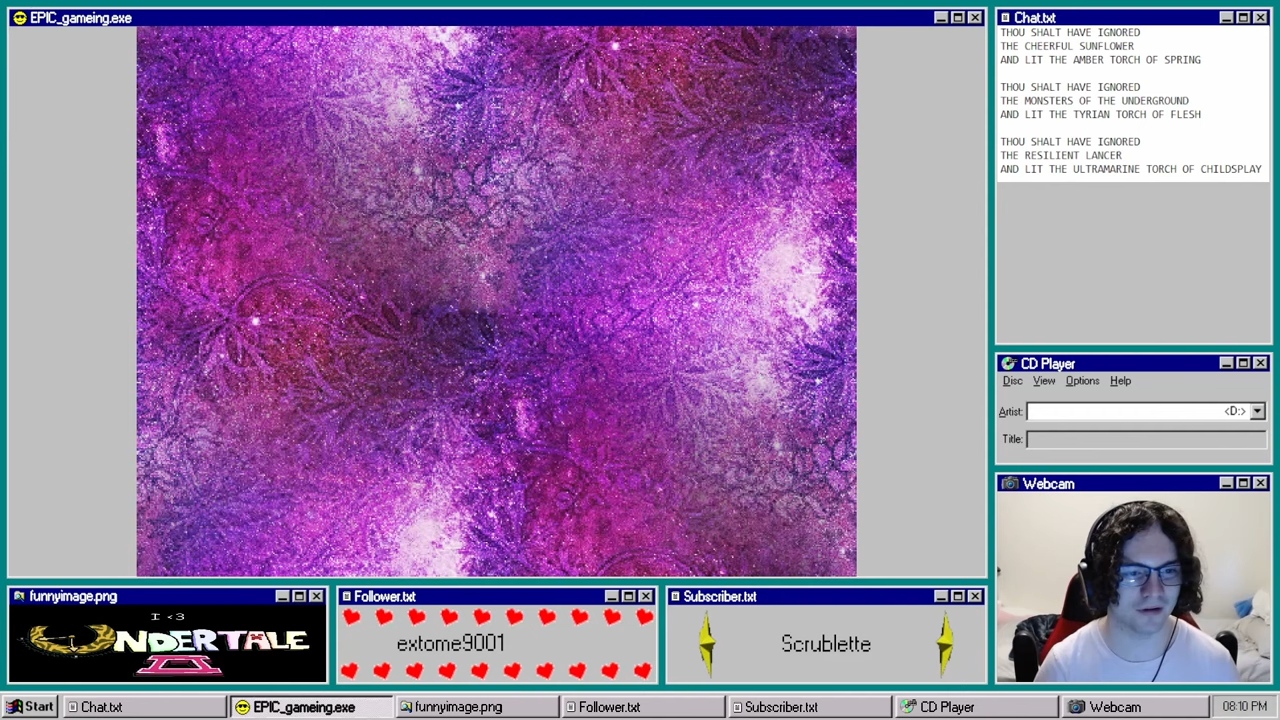 EPIC_gameing.exe
Chat.txt
THOU SHALT HAVE IGNORED
THE CHEERFUL SUNFLOWER
AND LIT THE AMBER TORCH OF SPRING
THOU SHALT HAVE IGNORED
THE MONSTERS OF THE UNDERGROUND
AND LIT THE TYRIAN TORCH OF FLESH
THOU SHALT HAVE IGNORED
THE RESILIENT LANCER
AND LIT THE ULTRAMARINE TORCH OF CHILDSPLAY
CD Player
Disc View Options Help
Artist: <D:>
Title:
Webcam
funnyimage.png
I <3
UNDERTALE
II
Follower.txt
extome9001
Subscriber.txt
Scrublette
Start
Chat.txt
EPIC_gameing.exe
funnyimage.png
Follower.txt
Subscriber.txt
CD Player
Webcam
08:10 PM